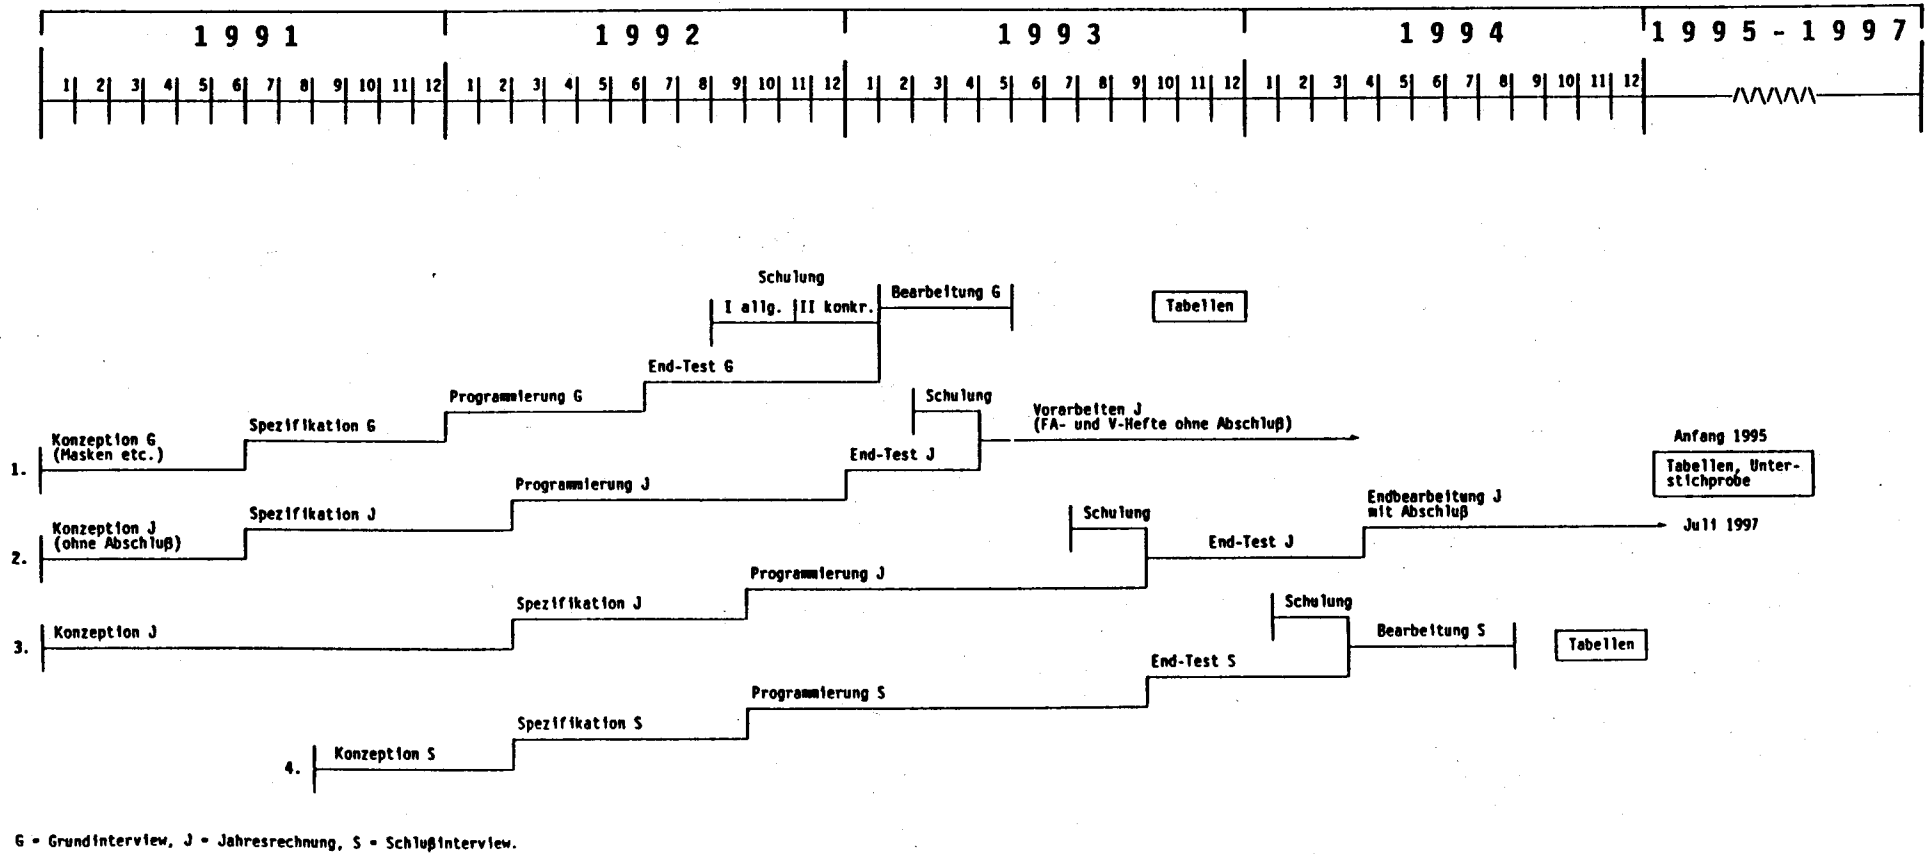 1991 1992 1993 1994 1995-1997
1 2 3 4 5 6 7 8 9 10 11 12 1 2 3 4 5 6 7 8 9 10 11 12 1 2 3 4 5 6 7 8 9 10 11 12 1 2 3 4 5 6 7 8 9 10 11 12
Schulung
I allg. II konkr.
Bearbeitung G
Tabellen
End-Test G
Programmierung G
Spezifikation G
Konzeption G
(Masken etc.)
1.
Schulung
Vorarbeiten J
(FA- und V-Hefte ohne Abschluß)
End-Test J
Programmierung J
Spezifikation J
Konzeption J
(ohne Abschluß)
2.
Anfang 1995
Tabellen, Unter-
stichprobe
Endbearbeitung J
mit Abschluß
Juli 1997
Schulung
End-Test J
Programmierung J
Spezifikation J
Konzeption J
3.
Schulung
Bearbeitung S
Tabellen
End-Test S
Programmierung S
Spezifikation S
Konzeption S
4.
G = Grundinterview, J = Jahresrechnung, S = Schlußinterview.